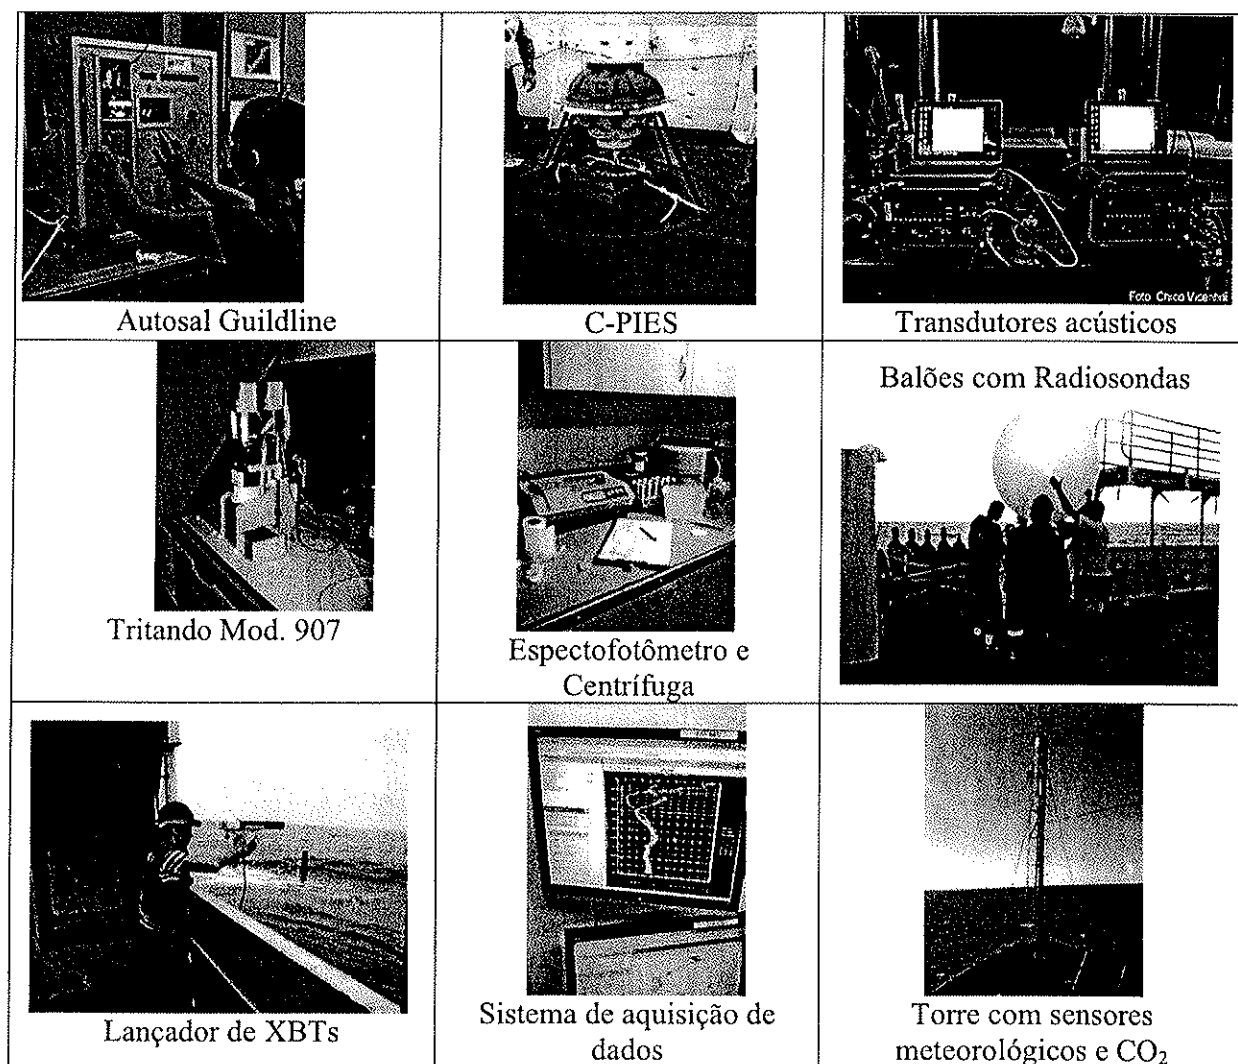 Foto: Chico Vicentini
Autosal Guildline
C-PIES
Transdutores acústicos
Balões com Radiosondas
Tritando Mod. 907
Espectofotômetro e
Centrífuga
Lançador de XBTs
Sistema de aquisição de
dados
Torre com sensores
meteorológicos e CO₂